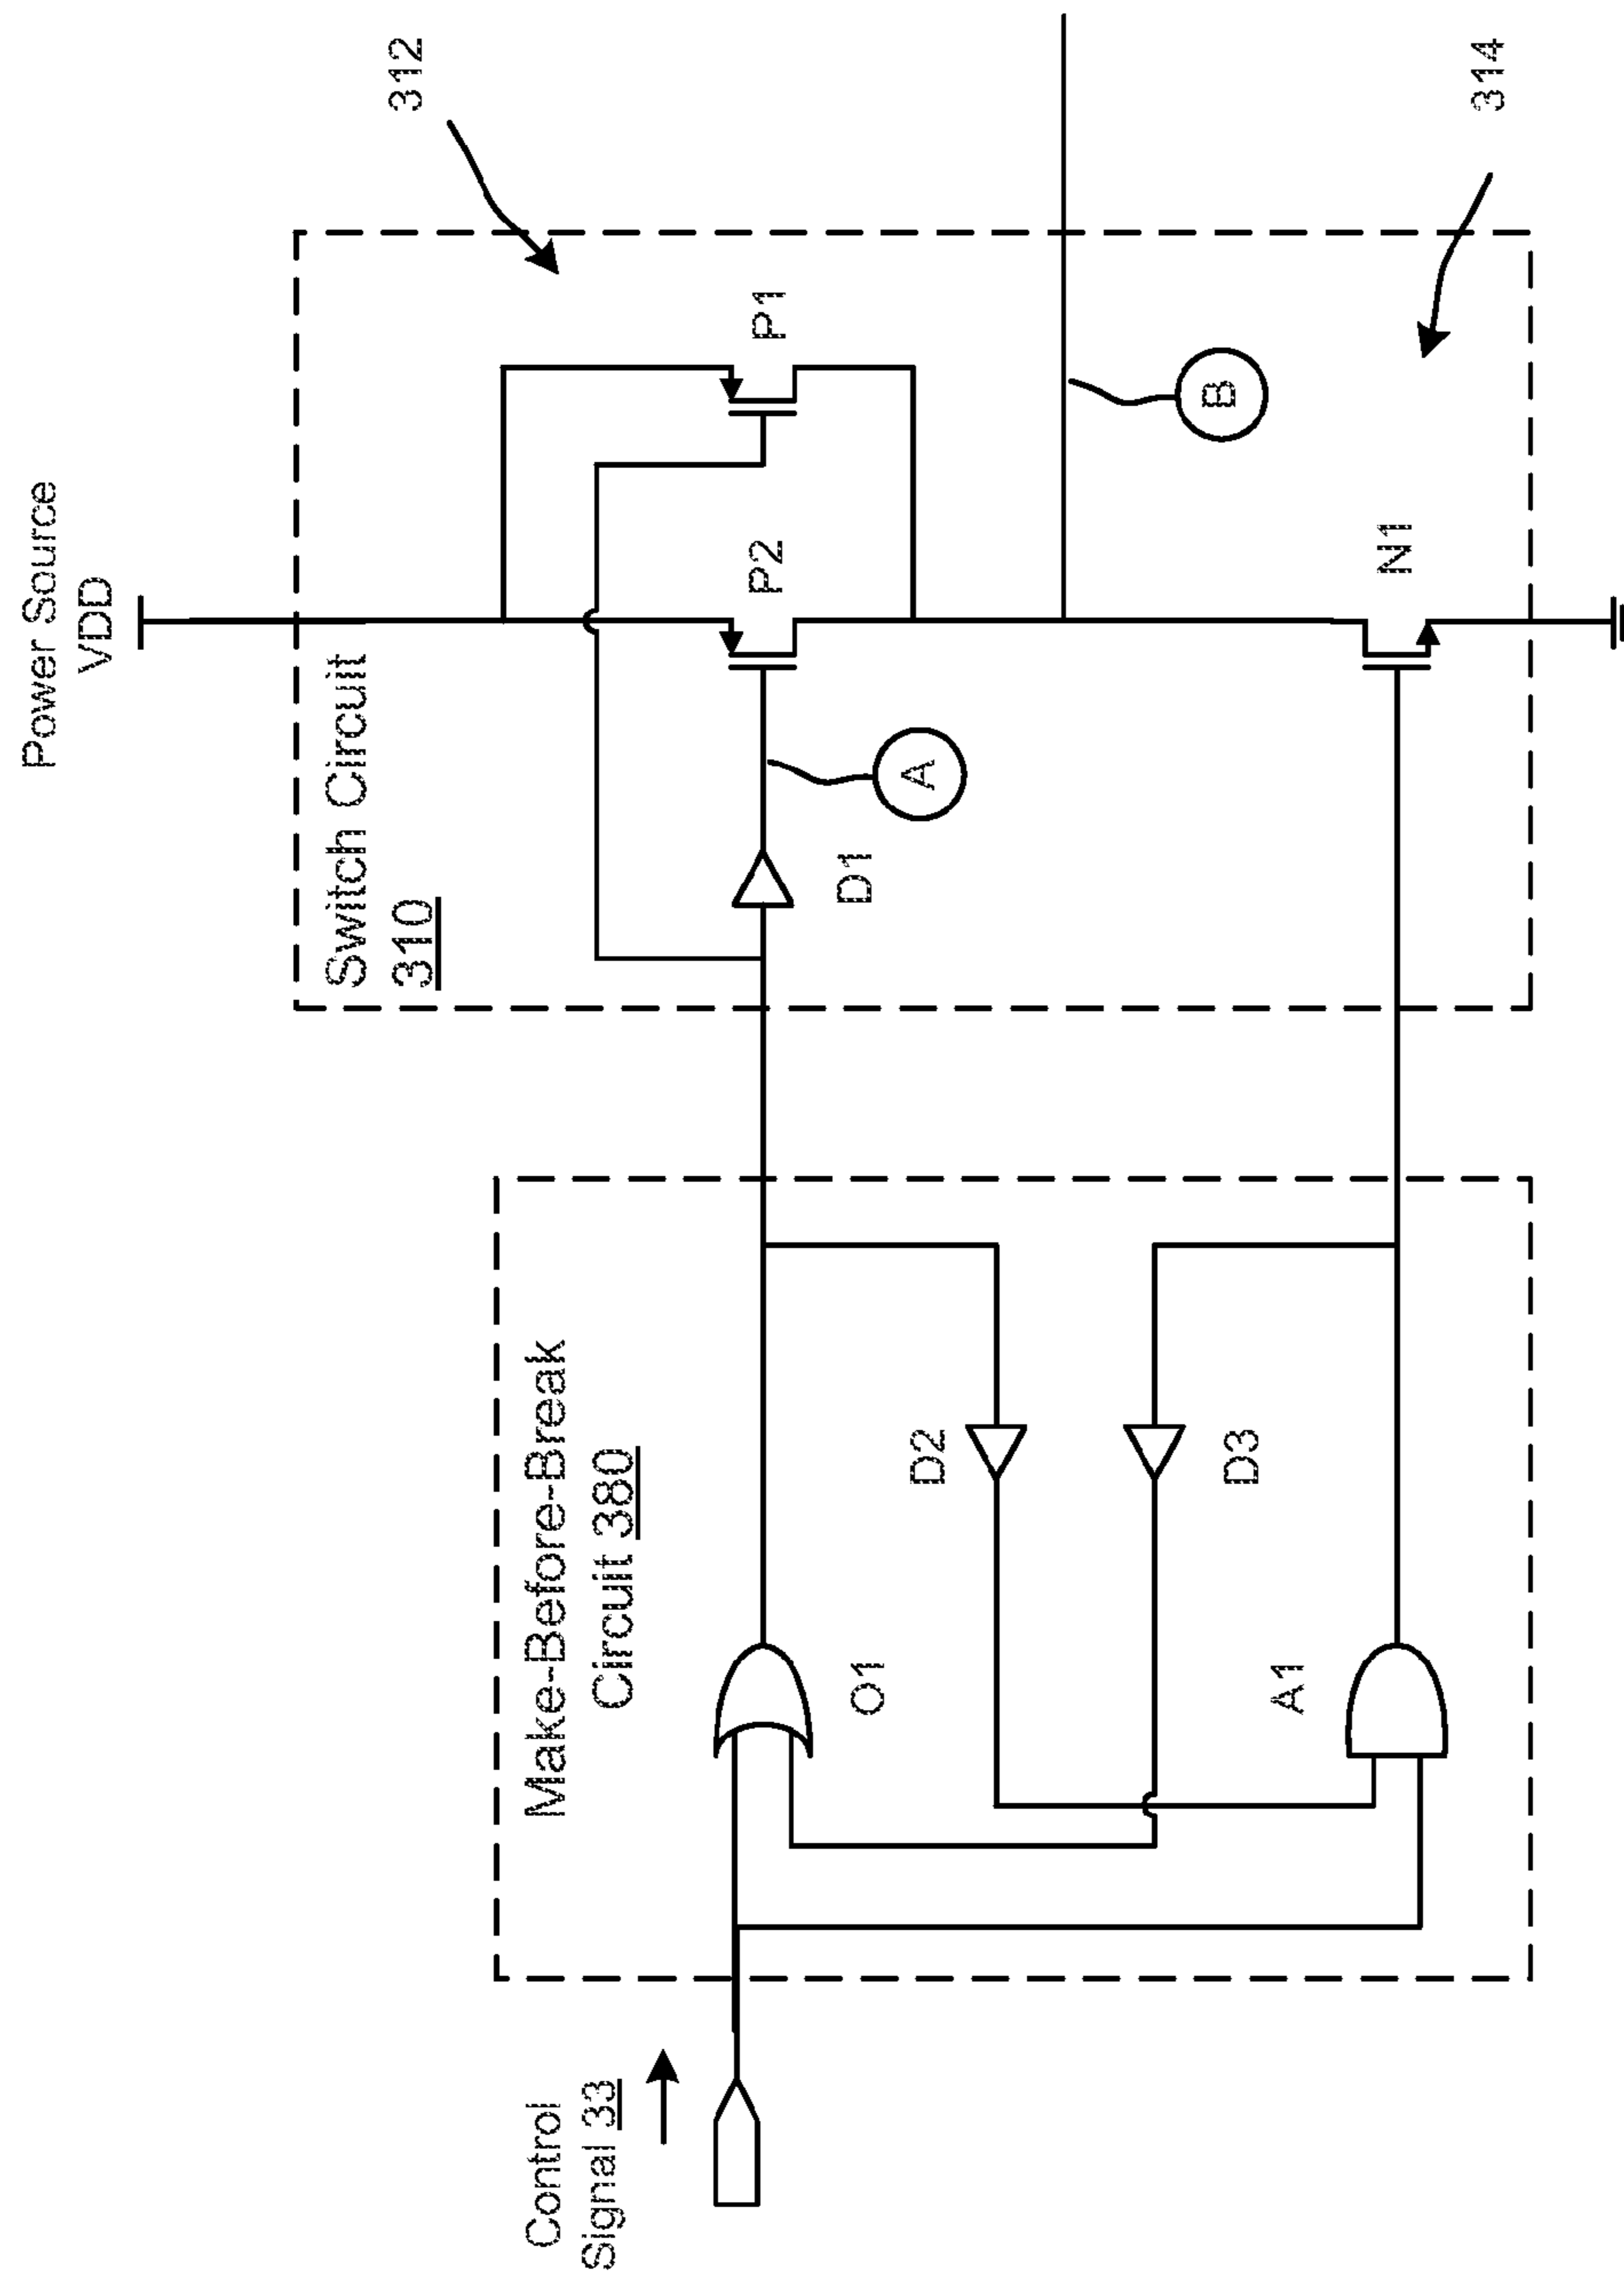 Power Source
VDD
312
Switch Circuit
310
P1
P2
D1
A
B
N1
314
Make-Before-Break
Circuit 380
D2
D3
O1
A1
Control
Signal 33